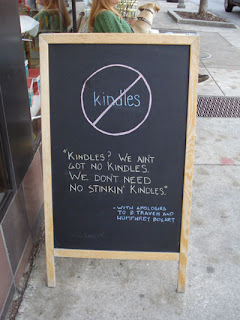 kindles
"KINDLES? WE AIN'T
GOT NO KINDLES.
WE DON'T NEED
NO STINKIN' KINDLES."
-WITH APOLOGIES
TO B. TRAVEN AND
HUMPHREY BOGART